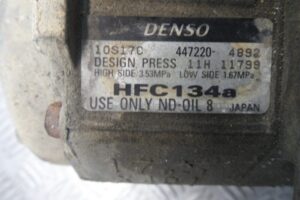 DENSO
10S17C 447220-4892
DESIGN PRESS 11H 11799
HIGH SIDE 3.53MPa LOW SIDE 1.67MPa
HFC134a
USE ONLY ND-OIL 8 JAPAN